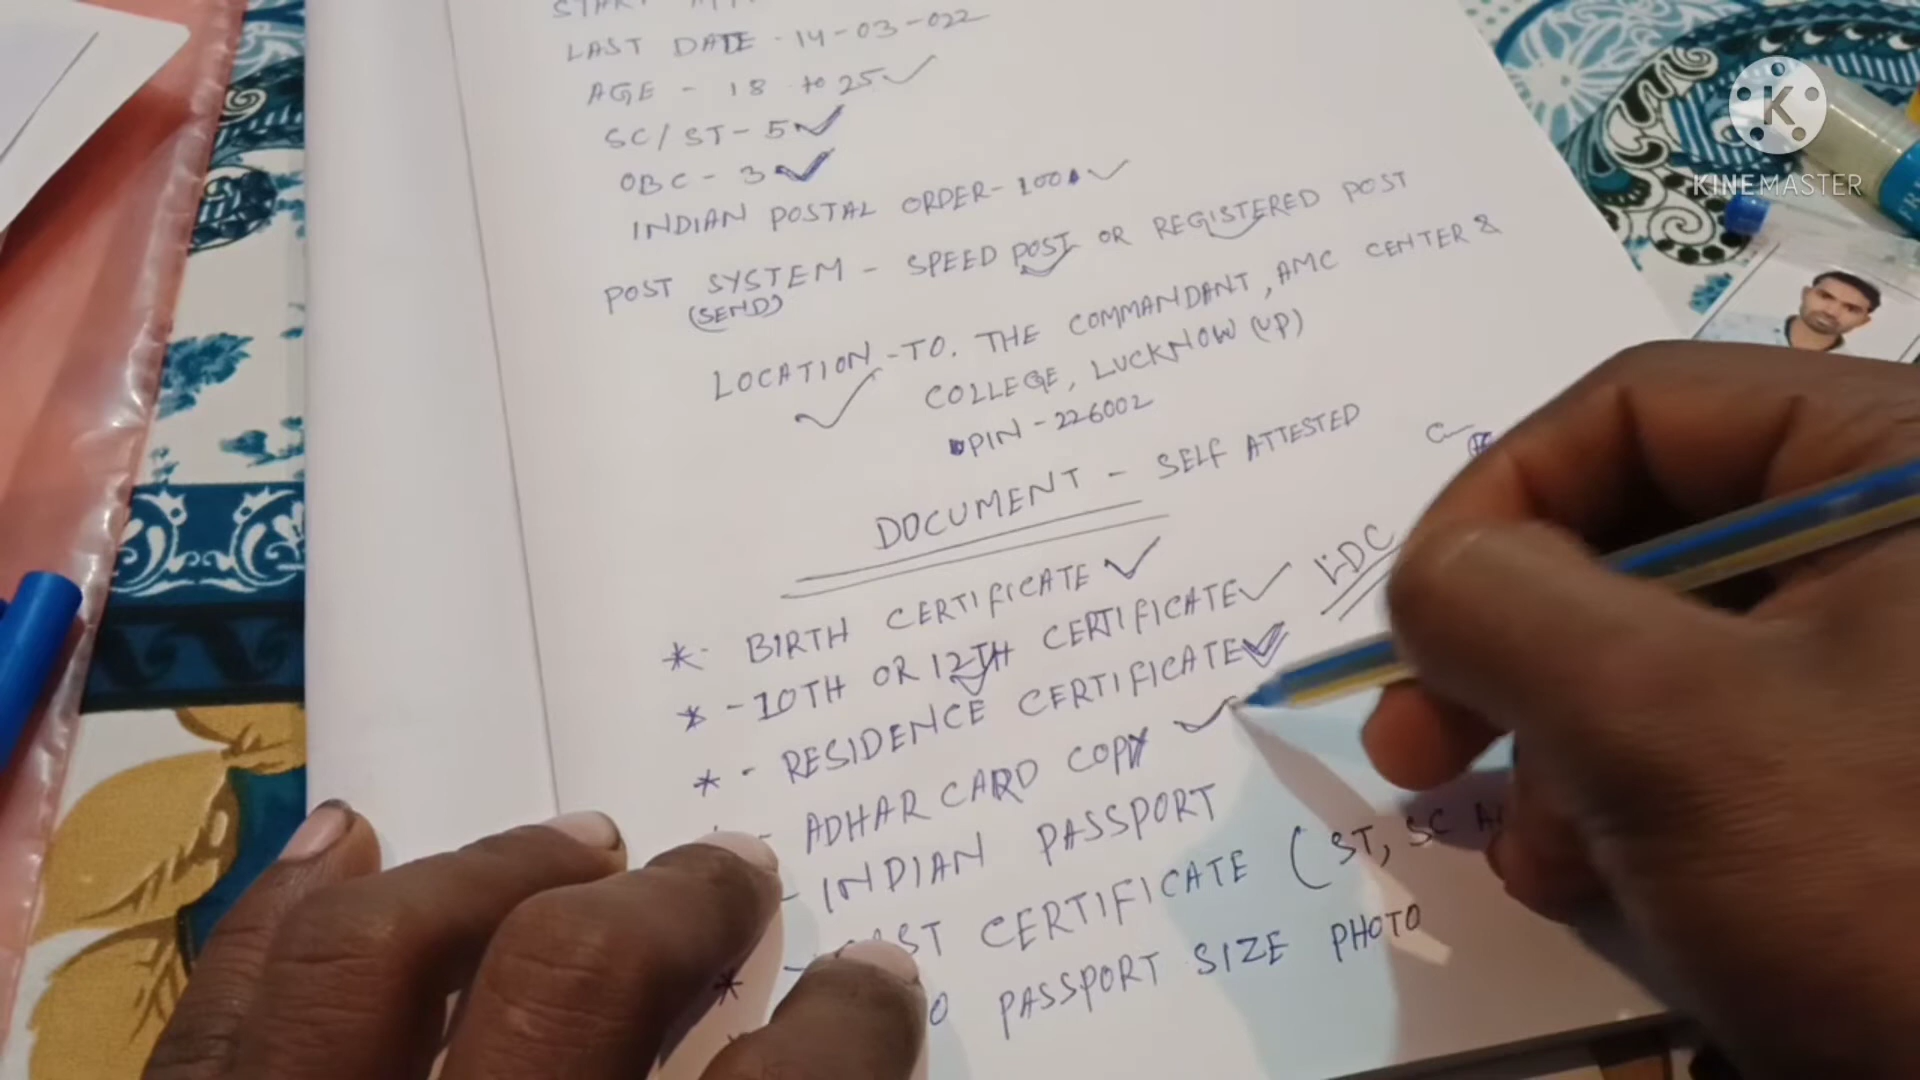 START
LAST DATE - 14-03-022
AGE - 18 to 25
SC/ST - 5
OBC - 3
INDIAN POSTAL ORDER - 100
POST SYSTEM - SPEED POST OR REGISTERED POST
(SEND)
LOCATION - TO. THE COMMANDANT, AMC CENTER &
COLLEGE, LUCKNOW (UP)
PIN - 226002
DOCUMENT - SELF ATTESTED
* - BIRTH CERTIFICATE
* - 10TH OR 12TH CERTIFICATE
LDC
* - RESIDENCE CERTIFICATE
- ADHAR CARD COPY
- INDIAN PASSPORT
- CAST CERTIFICATE (ST, SC
PASSPORT SIZE PHOTO
KINEMASTER